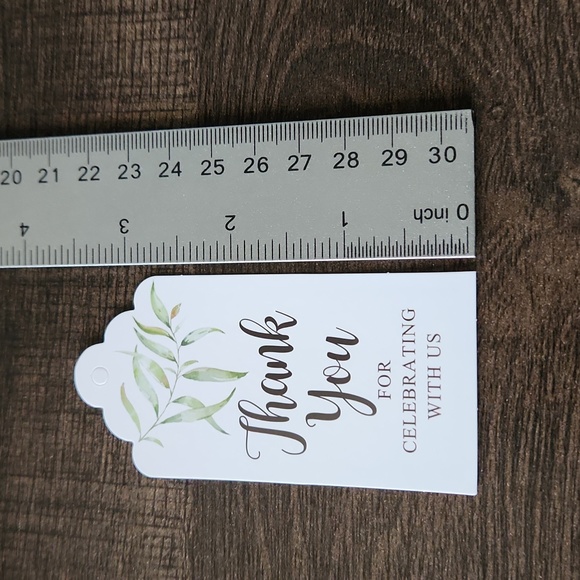 20 21 22 23 24 25 26 27 28 29 30
4 3 2 1 inch 0
Thank
You
FOR
CELEBRATING
WITH US